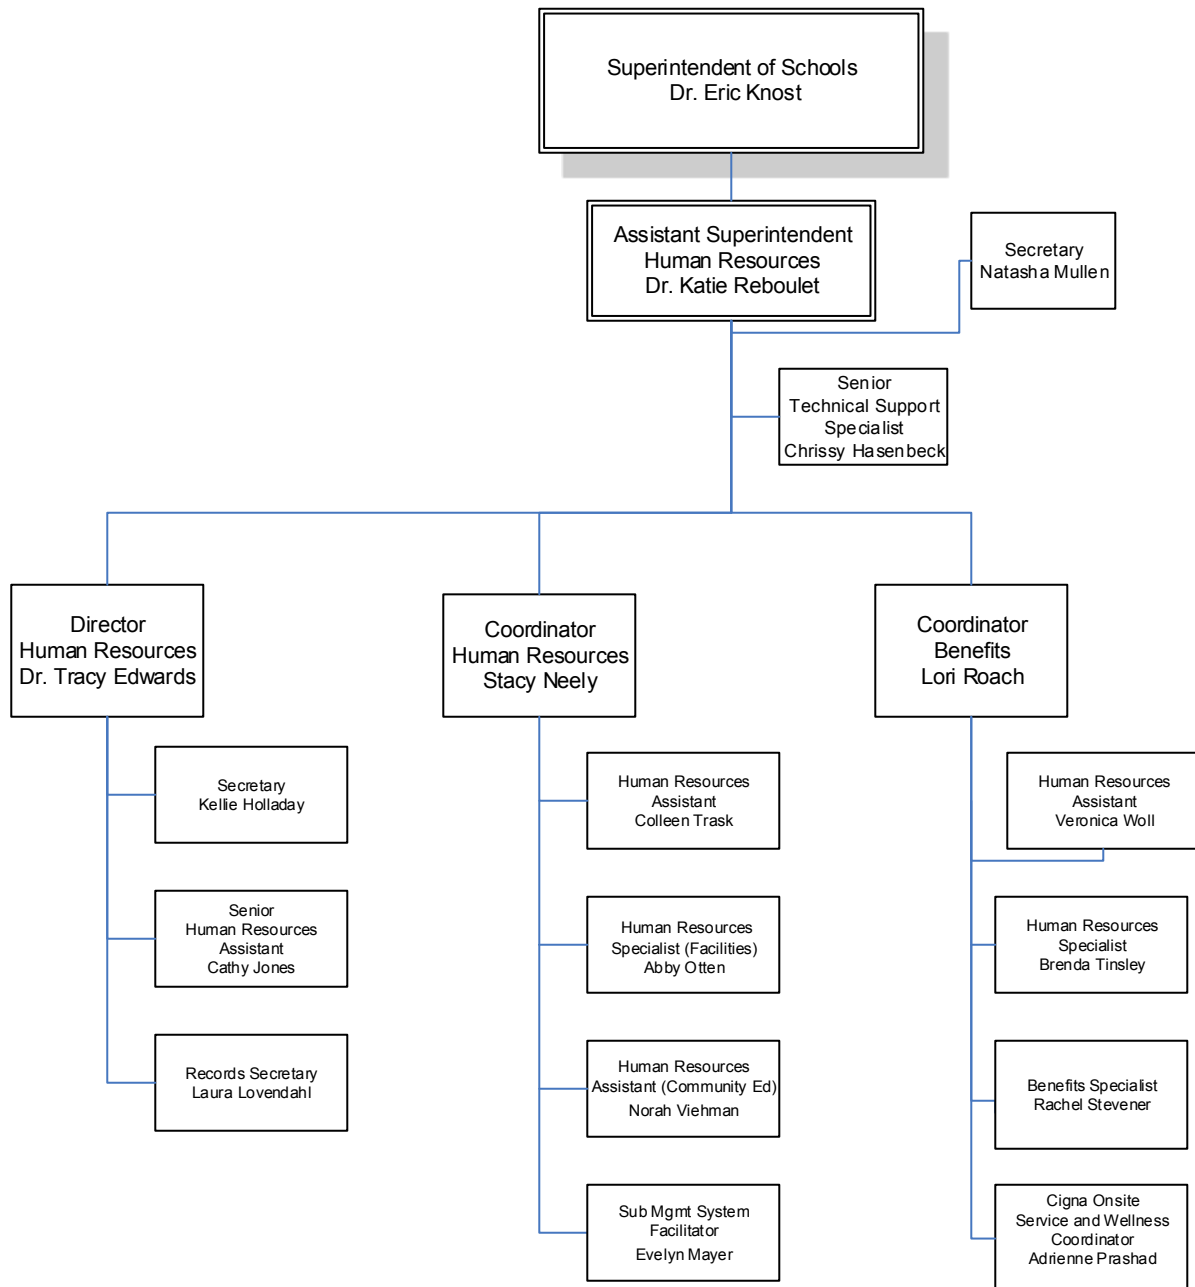 Superintendent of Schools
Dr. Eric Knost
Assistant Superintendent
Human Resources
Dr. Katie Reboulet
Secretary
Natasha Mullen
Senior
Technical Support
Specialist
Chrissy Hasenbeck
Director
Human Resources
Dr. Tracy Edwards
Coordinator
Human Resources
Stacy Neely
Coordinator
Benefits
Lori Roach
Secretary
Kellie Holladay
Senior
Human Resources
Assistant
Cathy Jones
Records Secretary
Laura Lovendahl
Human Resources
Assistant
Colleen Trask
Human Resources
Specialist (Facilities)
Abby Otten
Human Resources
Assistant (Community Ed)
Norah Viehman
Sub Mgmt System
Facilitator
Evelyn Mayer
Human Resources
Assistant
Veronica Woll
Human Resources
Specialist
Brenda Tinsley
Benefits Specialist
Rachel Stevener
Cigna Onsite
Service and Wellness
Coordinator
Adrienne Prashad